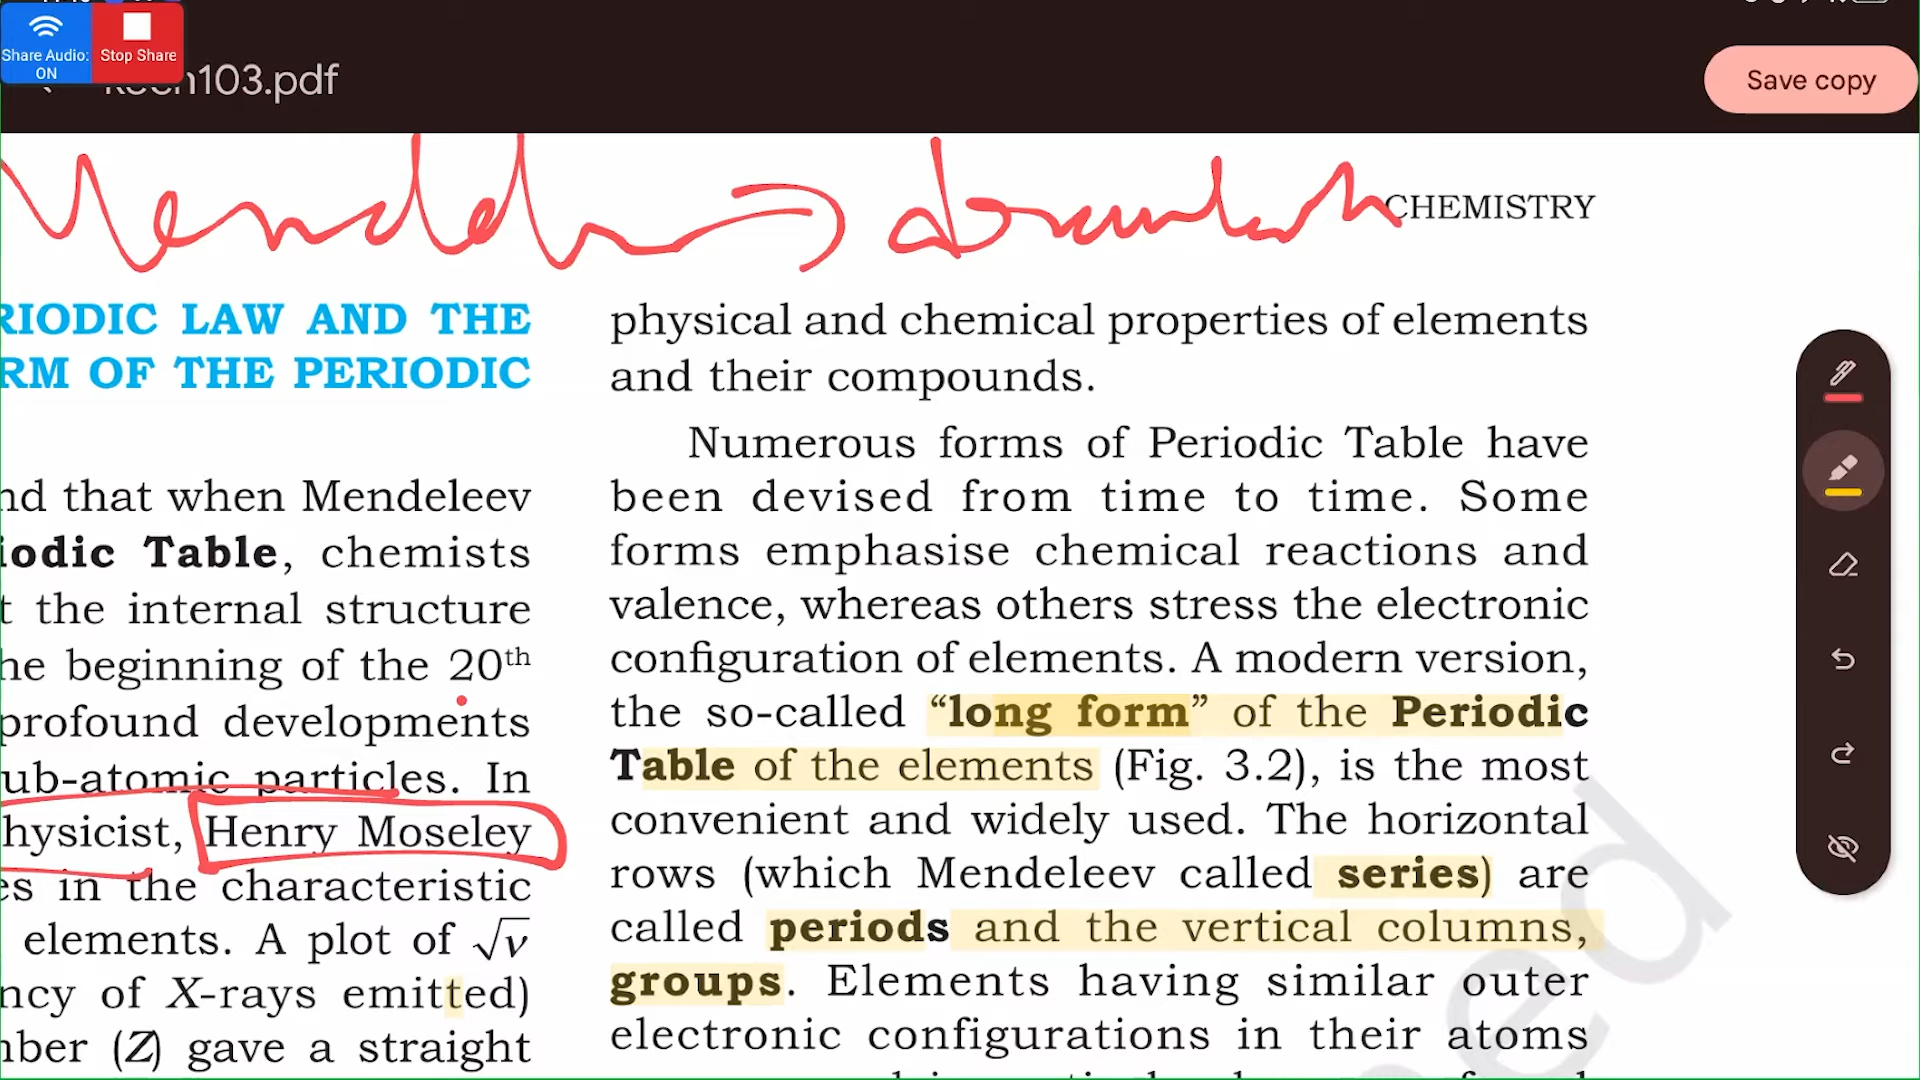 Share Audio:
ON
Stop Share
103.pdf
Save copy
CHEMISTRY
RIODIC LAW AND THE
RM OF THE PERIODIC
nd that when Mendeleev
iodic Table, chemists
t the internal structure
he beginning of the 20th
profound developments
ub-atomic particles. In
hysicist, Henry Moseley
es in the characteristic
elements. A plot of √ν
ncy of X-rays emitted)
ber (Z) gave a straight
physical and chemical properties of elements
and their compounds.
Numerous forms of Periodic Table have
been devised from time to time. Some
forms emphasise chemical reactions and
valence, whereas others stress the electronic
configuration of elements. A modern version,
the so-called “long form” of the Periodic
Table of the elements (Fig. 3.2), is the most
convenient and widely used. The horizontal
rows (which Mendeleev called series) are
called periods and the vertical columns,
groups. Elements having similar outer
electronic configurations in their atoms